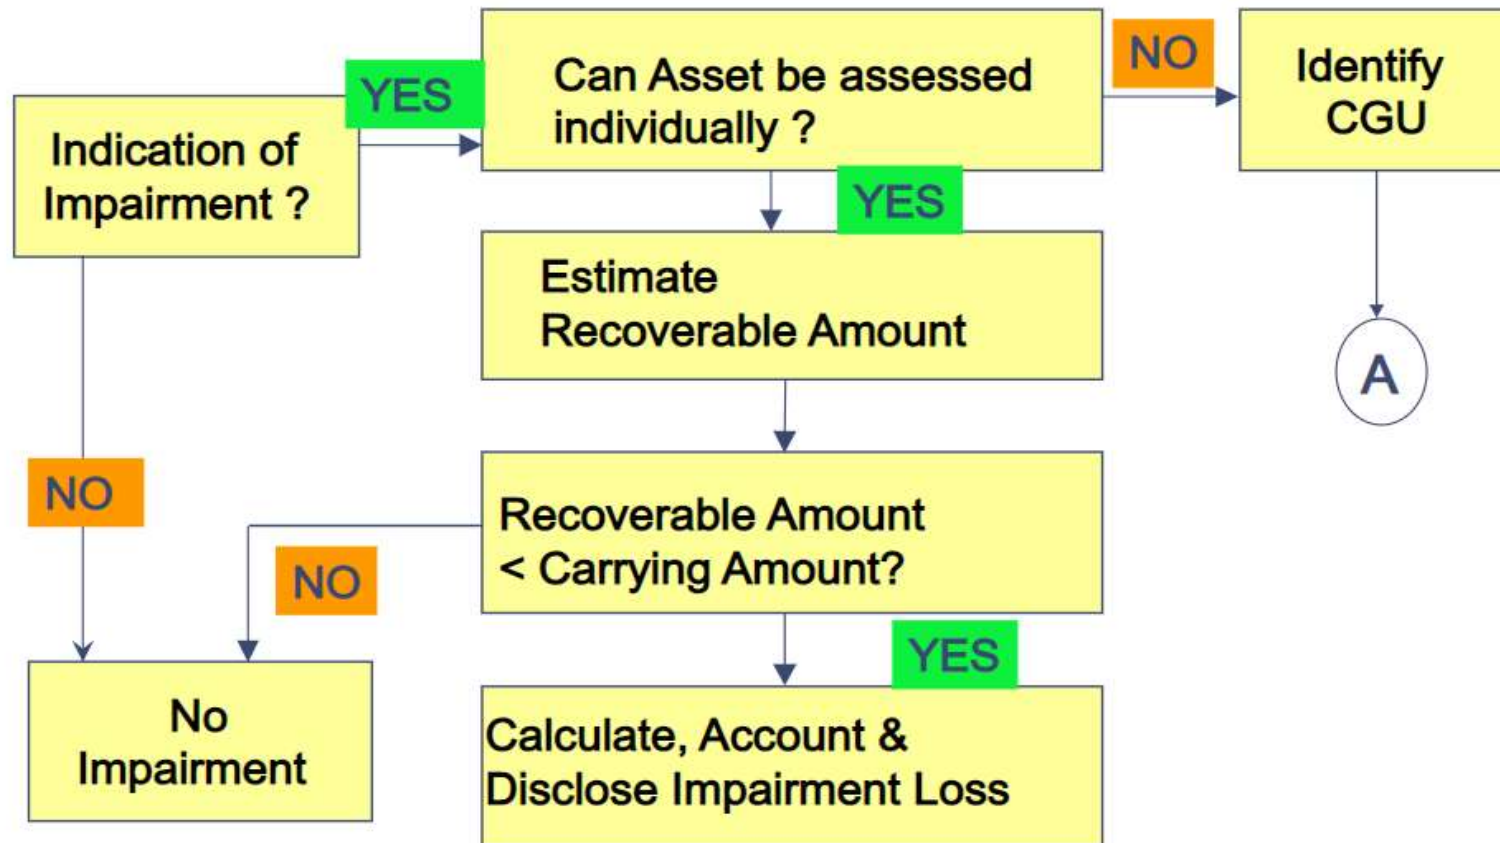 Indication of
Impairment ?
YES
Can Asset be assessed
individually ?
NO
Identify
CGU
A
YES
Estimate
Recoverable Amount
Recoverable Amount
< Carrying Amount?
NO
NO
No
Impairment
YES
Calculate, Account &
Disclose Impairment Loss